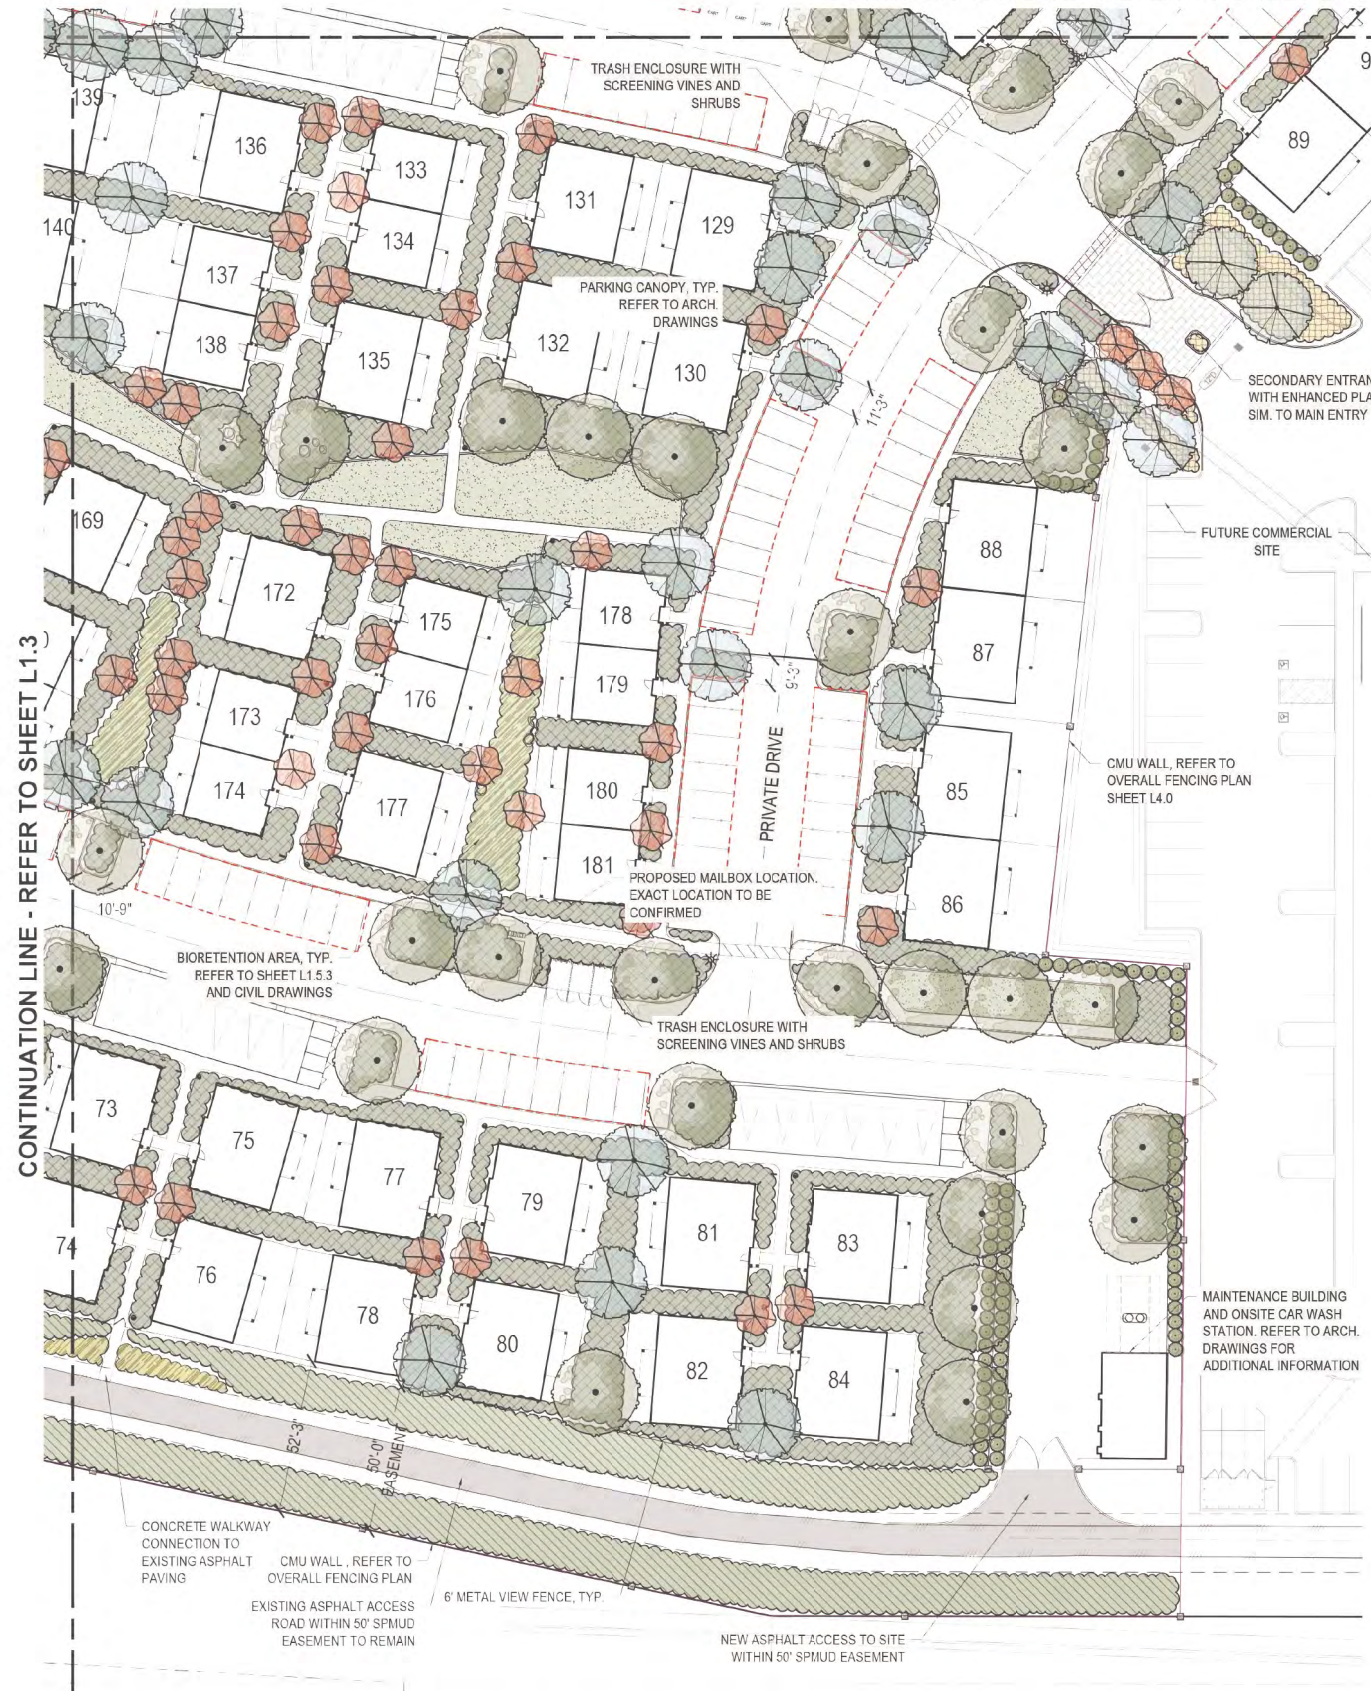 TRASH ENCLOSURE WITH
SCREENING VINES AND
SHRUBS
139
136
133
131
129
89
9
140
134
137
138
135
132
130
PARKING CANOPY, TYP.
REFER TO ARCH.
DRAWINGS
11'-3"
SECONDARY ENTRAN
WITH ENHANCED PLA
SIM. TO MAIN ENTRY
FUTURE COMMERCIAL
SITE
169
172
175
178
88
176
179
87
173
174
177
180
181
85
86
9'-3"
PRIVATE DRIVE
CMU WALL, REFER TO
OVERALL FENCING PLAN
SHEET L4.0
CONTINUATION LINE - REFER TO SHEET L1.3
PROPOSED MAILBOX LOCATION.
EXACT LOCATION TO BE
CONFIRMED
10'-9"
BIORETENTION AREA, TYP.
REFER TO SHEET L1.5.3
AND CIVIL DRAWINGS
TRASH ENCLOSURE WITH
SCREENING VINES AND SHRUBS
73
75
77
79
81
83
74
76
78
80
82
84
MAINTENANCE BUILDING
AND ONSITE CAR WASH
STATION. REFER TO ARCH.
DRAWINGS FOR
ADDITIONAL INFORMATION
52'-3"
50'-0"
EASEMENT
CONCRETE WALKWAY
CONNECTION TO
EXISTING ASPHALT
PAVING
CMU WALL , REFER TO
OVERALL FENCING PLAN
EXISTING ASPHALT ACCESS
ROAD WITHIN 50' SPMUD
EASEMENT TO REMAIN
6' METAL VIEW FENCE, TYP.
NEW ASPHALT ACCESS TO SITE
WITHIN 50' SPMUD EASEMENT